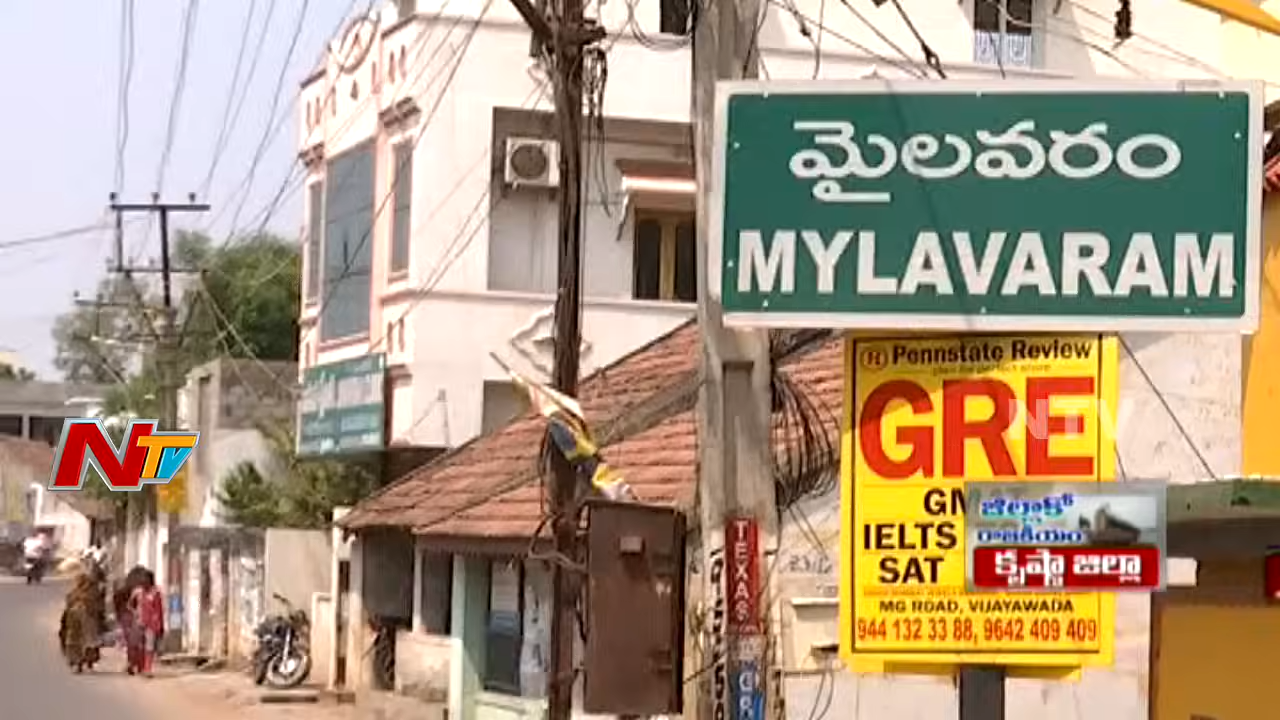 మైలవరం
MYLAVARAM
Pennstate Review
GRE
IELTS
SAT
MG ROAD, VIJAYAWADA
944 132 33 88, 9642 409 409
NTV
NTV
జిల్లాల్లో
రాజకీయం
కృష్ణా జిల్లా
TEXAS